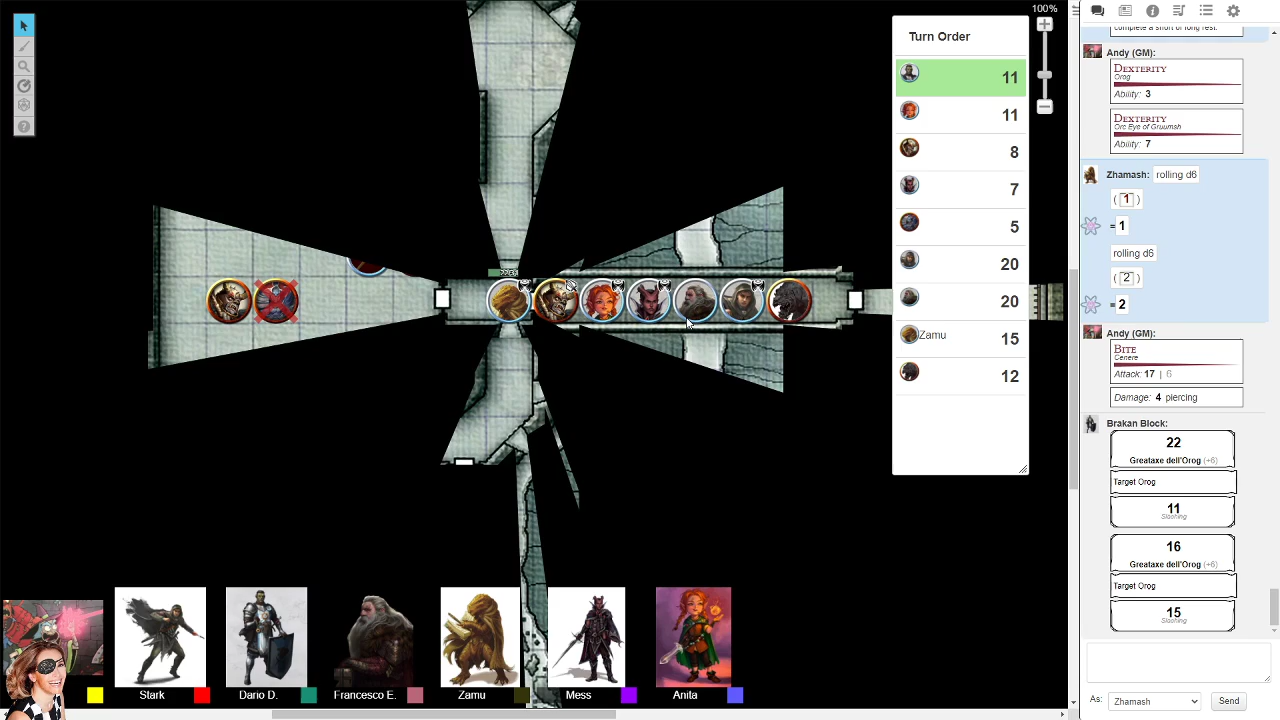 100%
Turn Order
11
11
8
7
5
20
20
Zamu
15
12
complete a short or long rest.
Andy (GM):
DEXTERITY
Orog
Ability: 3
DEXTERITY
Orc Eye of Gruumsh
Ability: 7
Zhamash: rolling d6
( 1 )
= 1
rolling d6
( 2 )
= 2
Andy (GM):
BITE
Cenere
Attack: 17 | 6
Damage: 4 piercing
Brakan Block:
22
Greataxe dell'Orog (+6)
Target Orog
11
Slashing
16
Greataxe dell'Orog (+6)
Target Orog
15
Slashing
Stark
Dario D.
Francesco E.
Zamu
Mess
Anita
As: Zhamash Send